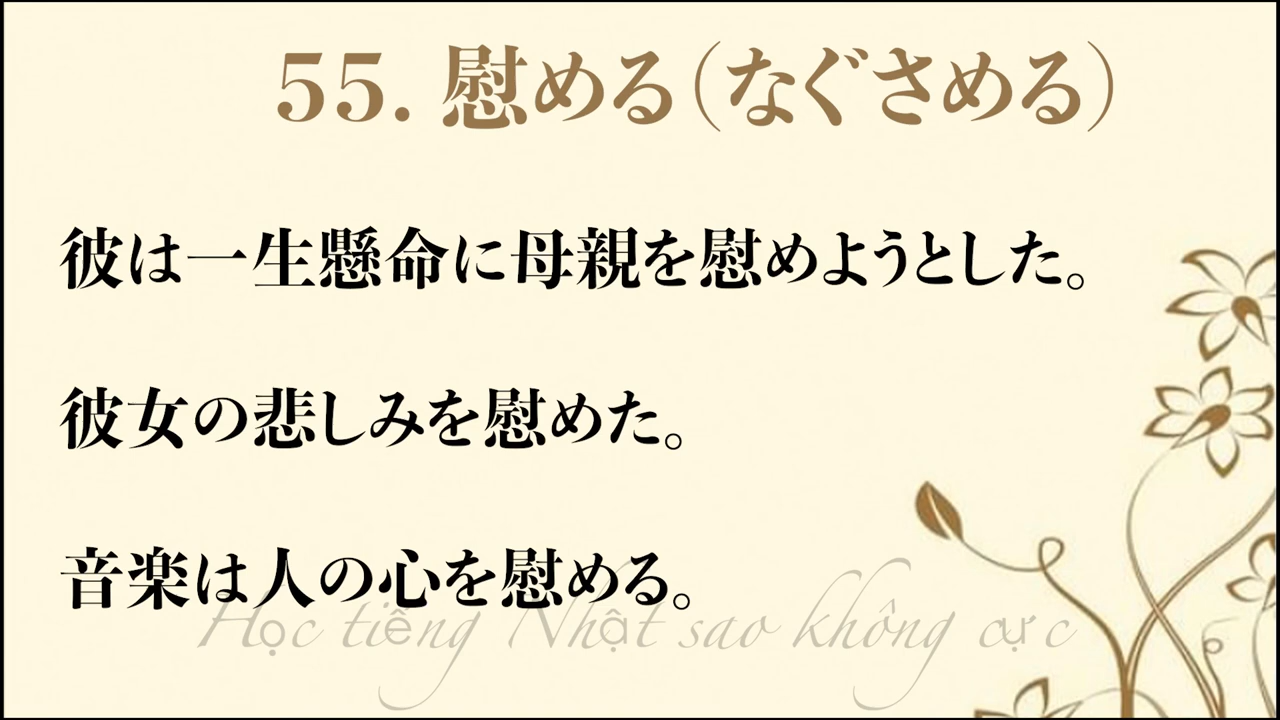 55. 慰める（なぐさめる）
彼は一生懸命に母親を慰めようとした。
彼女の悲しみを慰めた。
音楽は人の心を慰める。
Học tiếng Nhật sao không cực